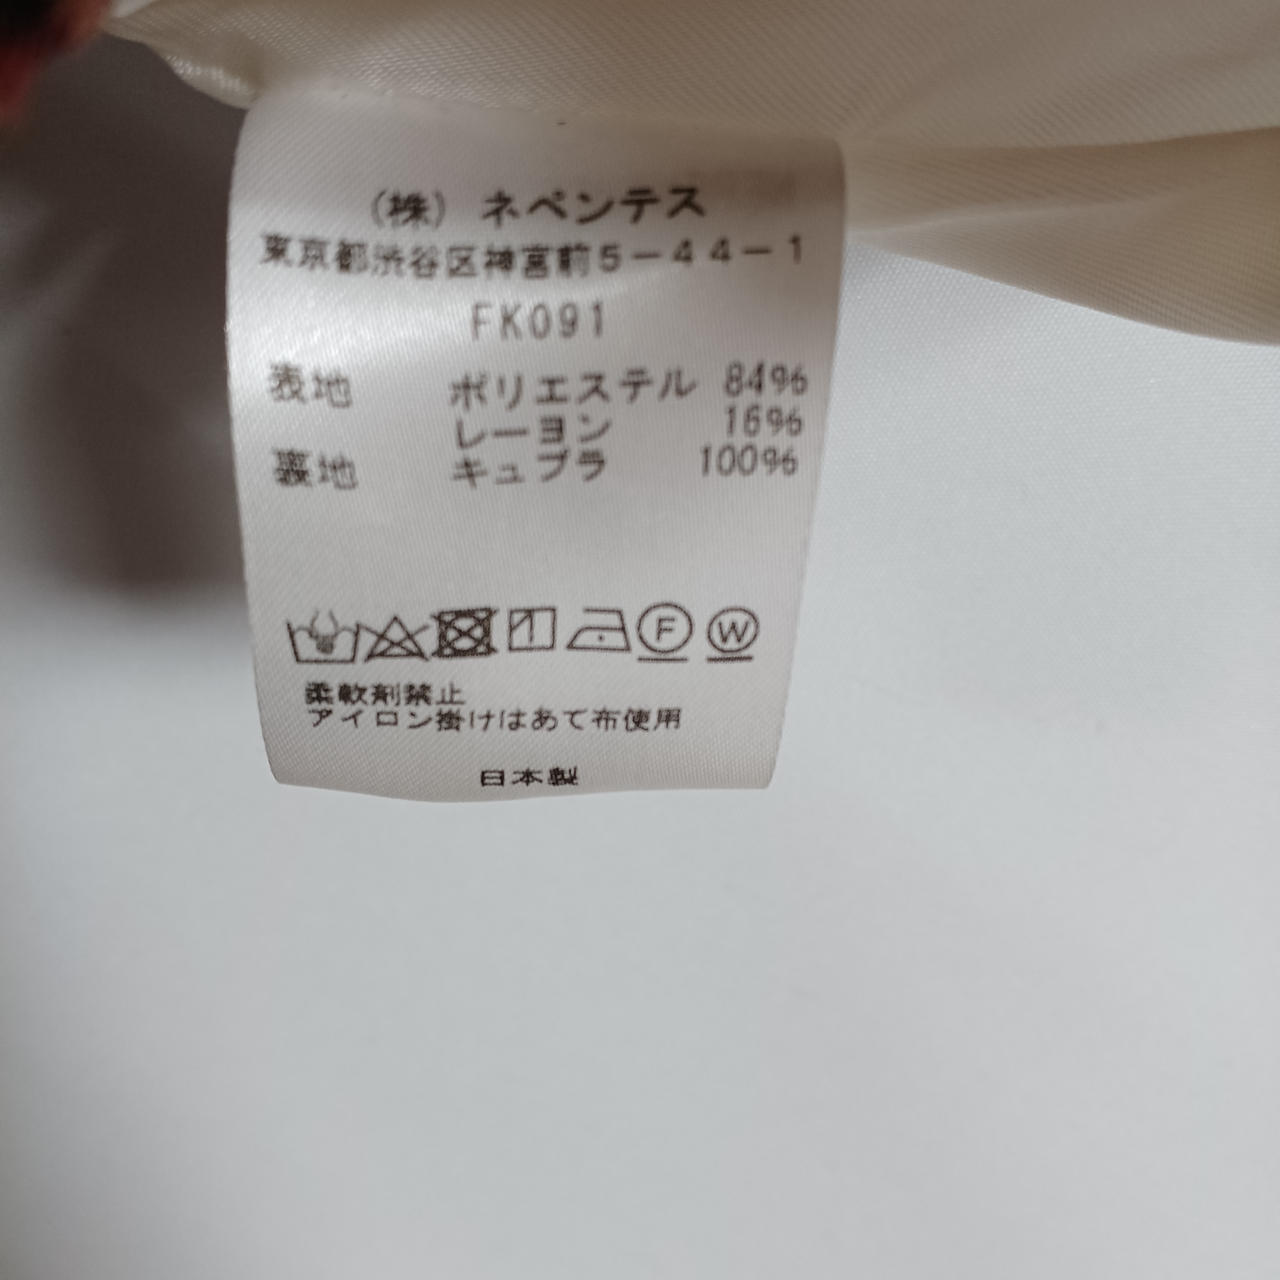 （株）ネペンテス
東京都渋谷区神宮前5－44－1
FK091
表地 ポリエステル 84%
レーヨン 16%
裏地 キュプラ 100%
F W
柔軟剤禁止
アイロン掛けはあて布使用
日本製